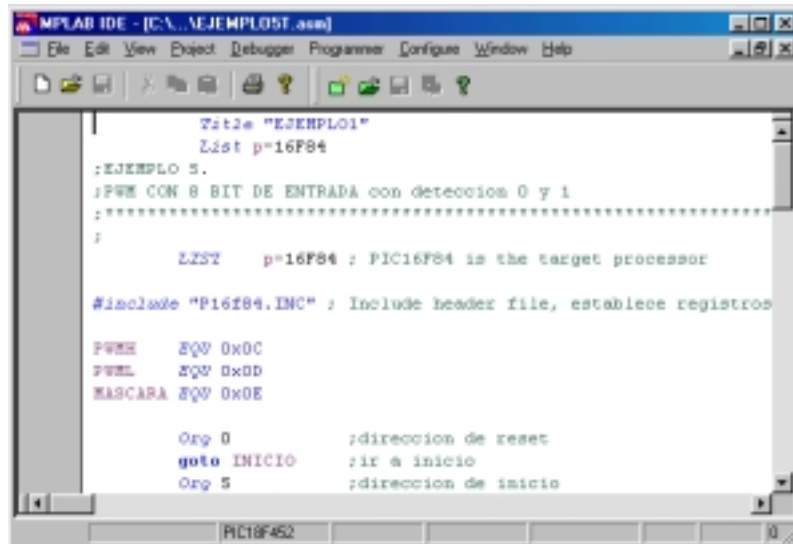 MPLAB IDE - [C:\...\EJEMPLOST.asm]
File Edit View Project Debugger Programmer Configure Window Help
Title "EJEMPLO1"
List p=16F84
;EJEMPLO 5.
;PWM CON 8 BIT DE ENTRADA con deteccion 0 y 1
;*******************************************************************
;
LIST p=16F84 ; PIC16F84 is the target processor
#include "P16f84.INC" ; Include header file, establece registros
PWMH EQU 0x0C
PWML EQU 0x0D
MASCARA EQU 0x0E
Org 0 ;direccion de reset
goto INICIO ;ir a inicio
Org 5 ;direccion de inicio
PIC18F452 0